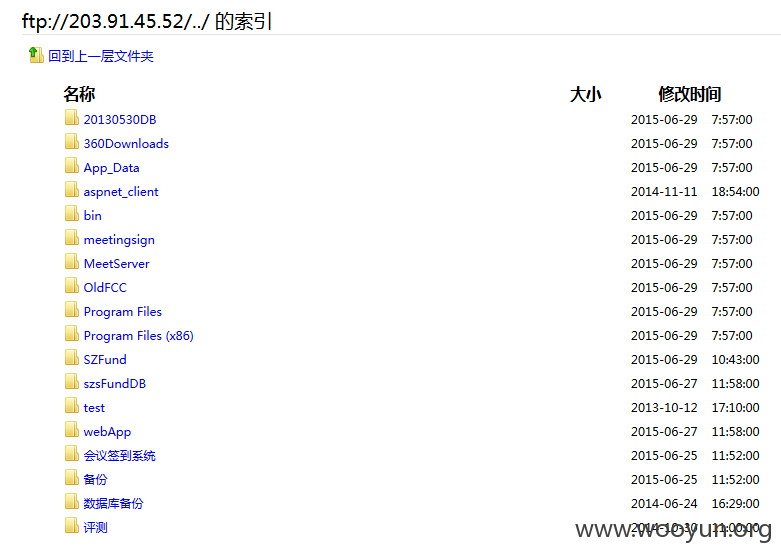 ftp://203.91.45.52/../ 的索引
回到上一层文件夹
名称 大小 修改时间
20130530DB 2015-06-29 7:57:00
360Downloads 2015-06-29 7:57:00
App_Data 2015-06-29 7:57:00
aspnet_client 2014-11-11 18:54:00
bin 2015-06-29 7:57:00
meetingsign 2015-06-29 7:57:00
MeetServer 2015-06-29 7:57:00
OldFCC 2015-06-29 7:57:00
Program Files 2015-06-29 7:57:00
Program Files (x86) 2015-06-29 7:57:00
SZFund 2015-06-29 10:43:00
szsFundDB 2015-06-27 11:58:00
test 2013-10-12 17:10:00
webApp 2015-06-27 11:58:00
会议签到系统 2015-06-25 11:52:00
备份 2015-06-25 11:52:00
数据库备份 2014-06-24 16:29:00
评测 2014-10-30 11:00:00
www.wooyun.org